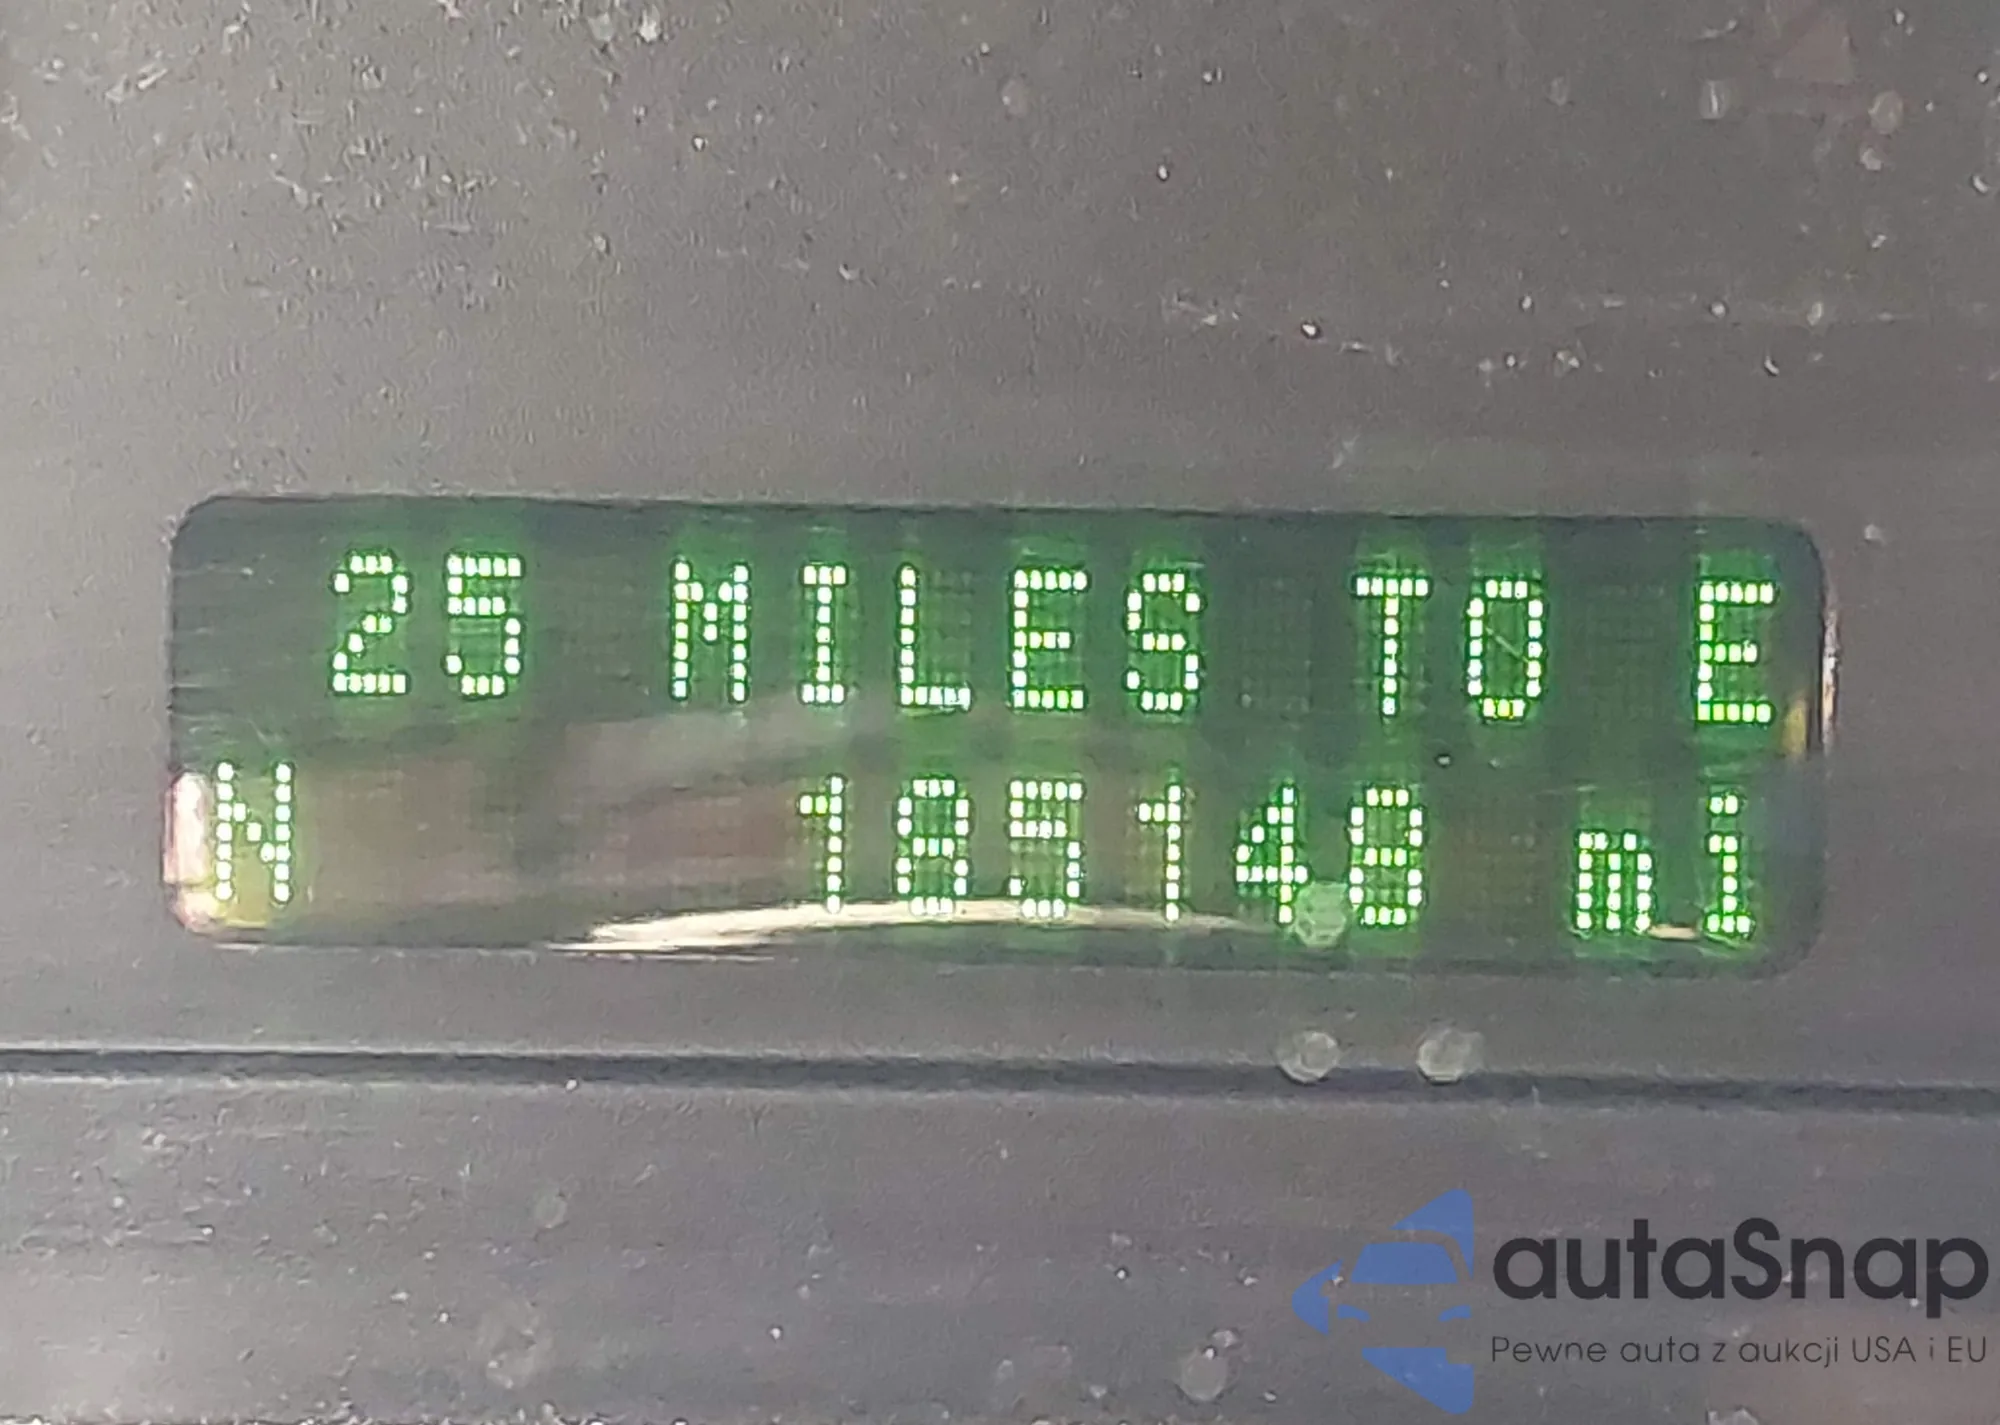 25 MILES TO E
N 185148 mi
autaSnap
Pewne auta z aukcji USA i EU